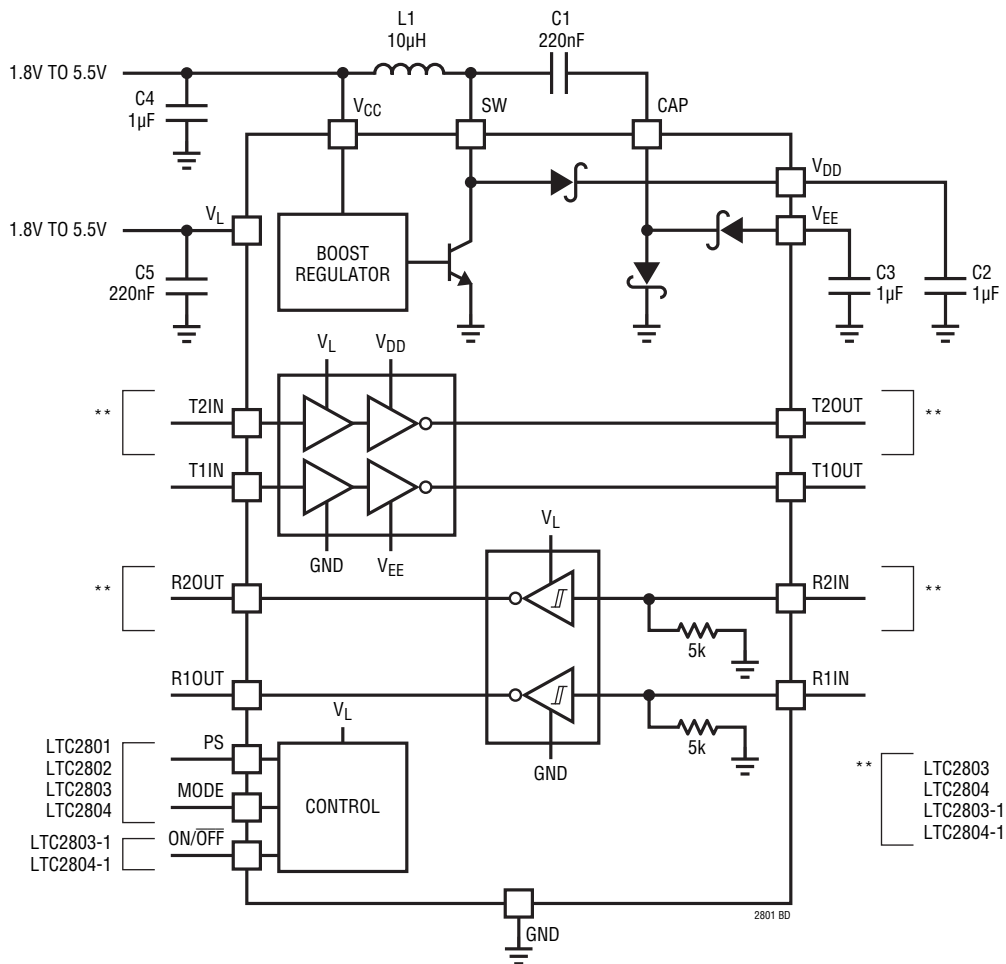 L1
10µH
C1
220nF
1.8V TO 5.5V
C4
1µF
VCC
SW
CAP
VDD
VEE
1.8V TO 5.5V
VL
C5
220nF
BOOST
REGULATOR
C3
1µF
C2
1µF
VL
VDD
**
T2IN
T2OUT
**
T1IN
T1OUT
GND
VEE
VL
**
R2OUT
R2IN
**
5k
R1OUT
R1IN
5k
GND
VL
LTC2801
LTC2802
LTC2803
LTC2804
PS
MODE
CONTROL
LTC2803-1
LTC2804-1
ON/OFF
**
LTC2803
LTC2804
LTC2803-1
LTC2804-1
2801 BD
GND